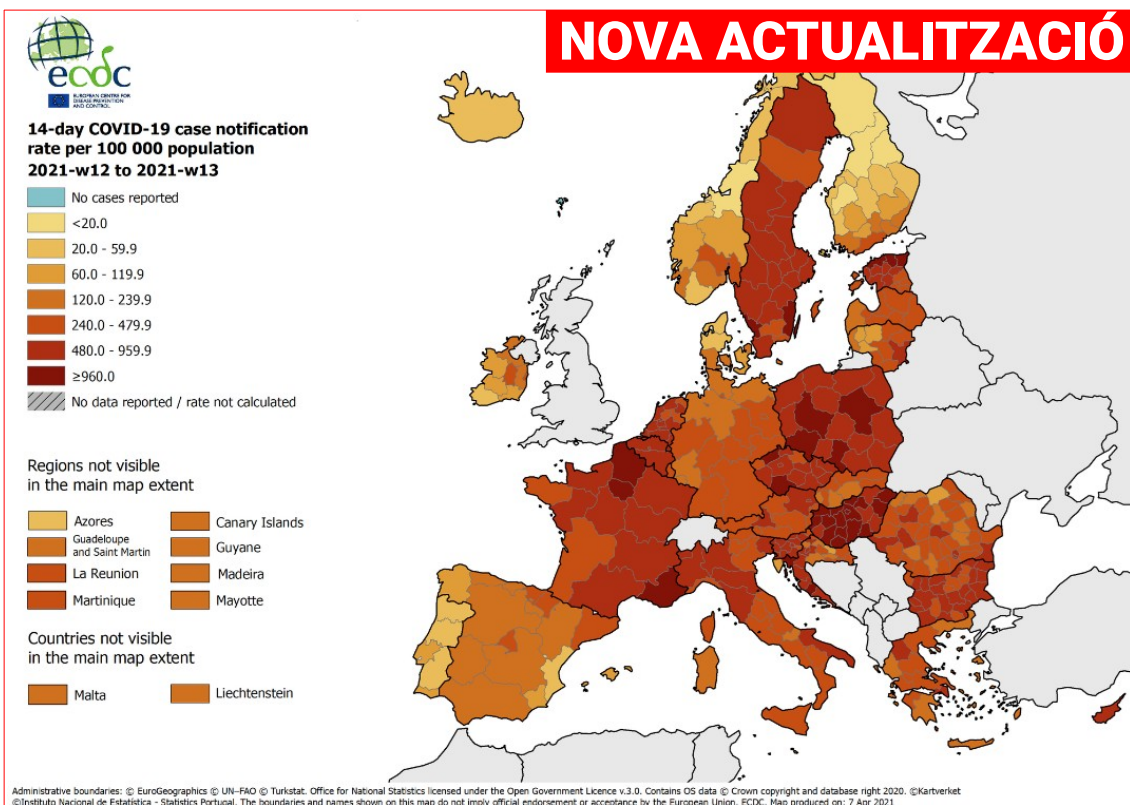 NOVA ACTUALITZACIÓ
ecdc
EUROPEAN CENTRE FOR
DISEASE PREVENTION
AND CONTROL
14-day COVID-19 case notification
rate per 100 000 population
2021-w12 to 2021-w13
No cases reported
<20.0
20.0 - 59.9
60.0 - 119.9
120.0 - 239.9
240.0 - 479.9
480.0 - 959.9
≥960.0
No data reported / rate not calculated
Regions not visible
in the main map extent
Azores
Canary Islands
Guadeloupe
and Saint Martin
Guyane
La Reunion
Madeira
Martinique
Mayotte
Countries not visible
in the main map extent
Malta
Liechtenstein
Administrative boundaries: © EuroGeographics © UN–FAO © Turkstat. Office for National Statistics licensed under the Open Government Licence v.3.0. Contains OS data © Crown copyright and database right 2020. ©Kartverket
©Instituto Nacional de Estatística - Statistics Portugal. The boundaries and names shown on this map do not imply official endorsement or acceptance by the European Union. ECDC. Map produced on: 7 Apr 2021